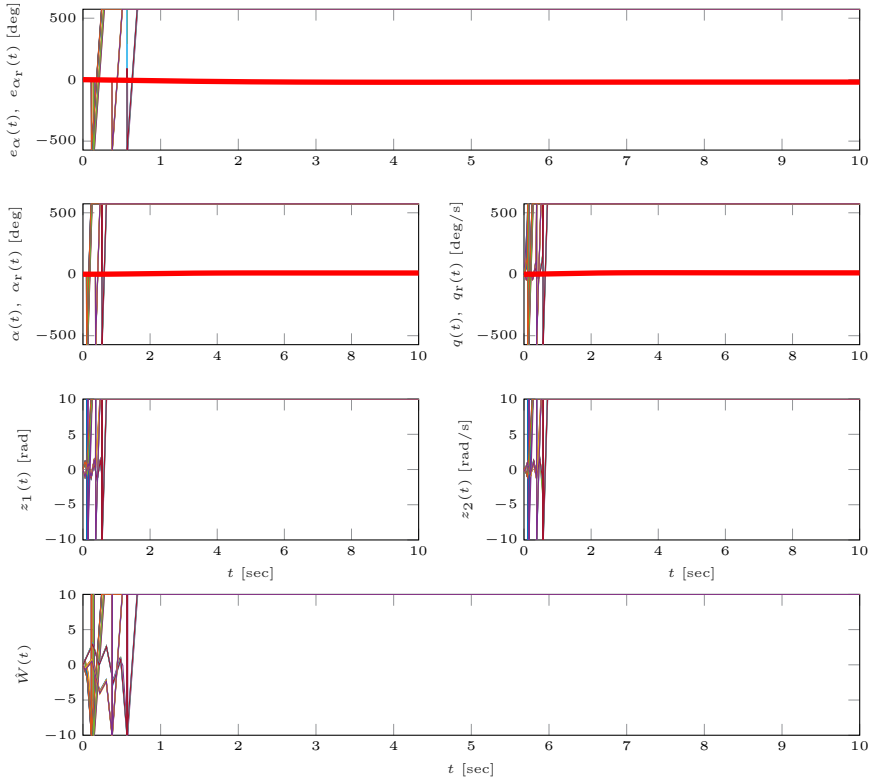 e_α(t), e_{α_r}(t) [deg]
500
0
−500
0 1 2 3 4 5 6 7 8 9 10
α(t), α_r(t) [deg]
500
0
−500
0 2 4 6 8 10
q(t), q_r(t) [deg/s]
500
0
−500
0 2 4 6 8 10
z_1(t) [rad]
10
5
0
−5
−10
0 2 4 6 8 10
t [sec]
z_2(t) [rad/s]
10
5
0
−5
−10
0 2 4 6 8 10
t [sec]
Ŵ(t)
10
5
0
−5
−10
0 1 2 3 4 5 6 7 8 9 10
t [sec]